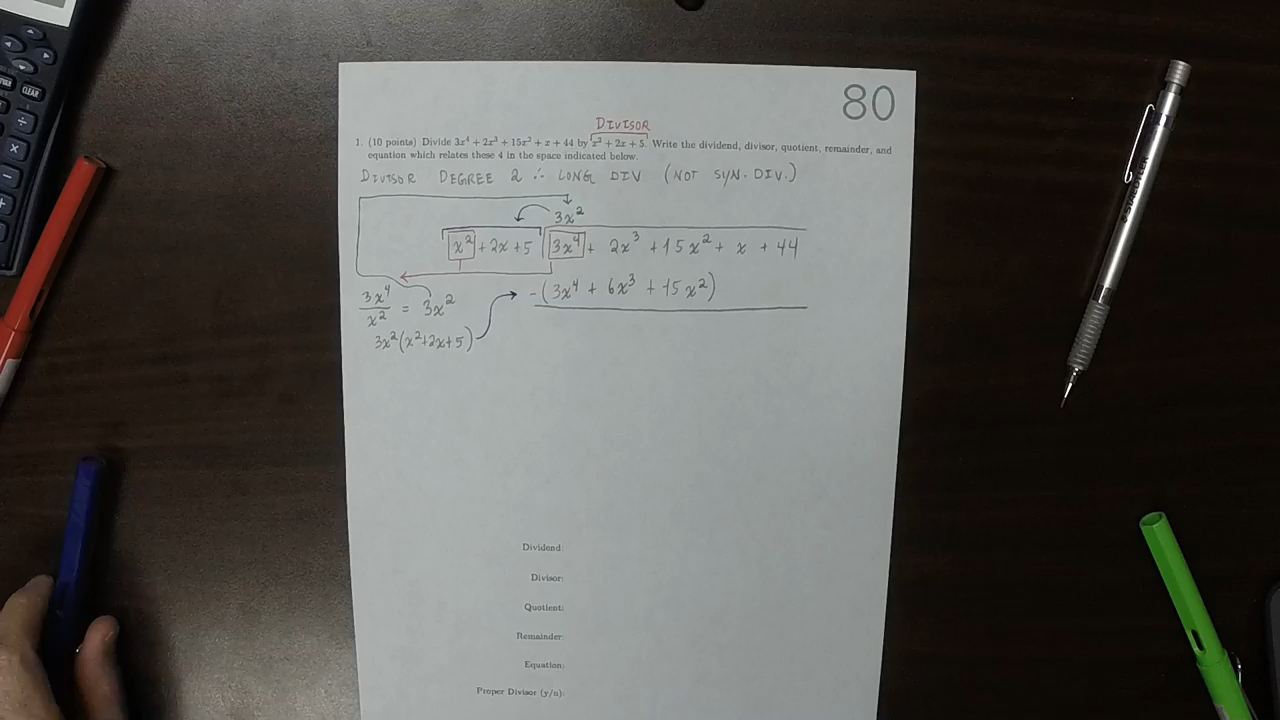 80
DIVISOR
1. (10 points) Divide 3x⁴ + 2x³ + 15x² + x + 44 by x² + 2x + 5. Write the dividend, divisor, quotient, remainder, and
equation which relates these 4 in the space indicated below.
DIVISOR DEGREE 2 ∴ LONG DIV (NOT SYN. DIV.)
3x²
x² + 2x + 5 | 3x⁴ + 2x³ + 15x² + x + 44
-(3x⁴ + 6x³ + 15x²)
3x⁴/x² = 3x²
3x²(x²+2x+5)
Dividend:
Divisor:
Quotient:
Remainder:
Equation:
Proper Divisor (y/n):
CLEAR
÷
×
−
+
STAEDTLER